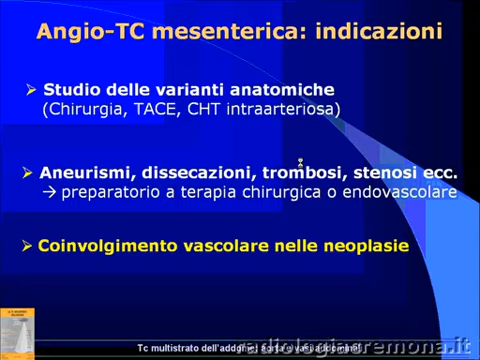 Angio-TC mesenterica: indicazioni
Studio delle varianti anatomiche
(Chirurgia, TACE, CHT intraarteriosa)
Aneurismi, dissecazioni, trombosi, stenosi ecc.
→ preparatorio a terapia chirurgica o endovascolare
Coinvolgimento vascolare nelle neoplasie
Tc multistrato dell'addome: aorta e vasi addominali
radiologiacremona.it